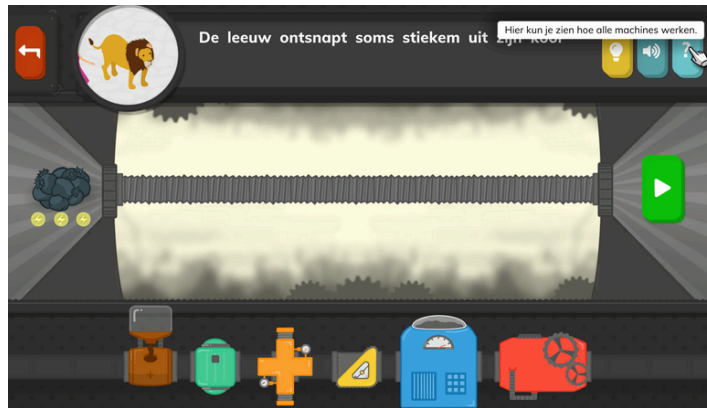 De leeuw ontsnapt soms stiekem uit zijn kooi
Hier kun je zien hoe alle machines werken.
?